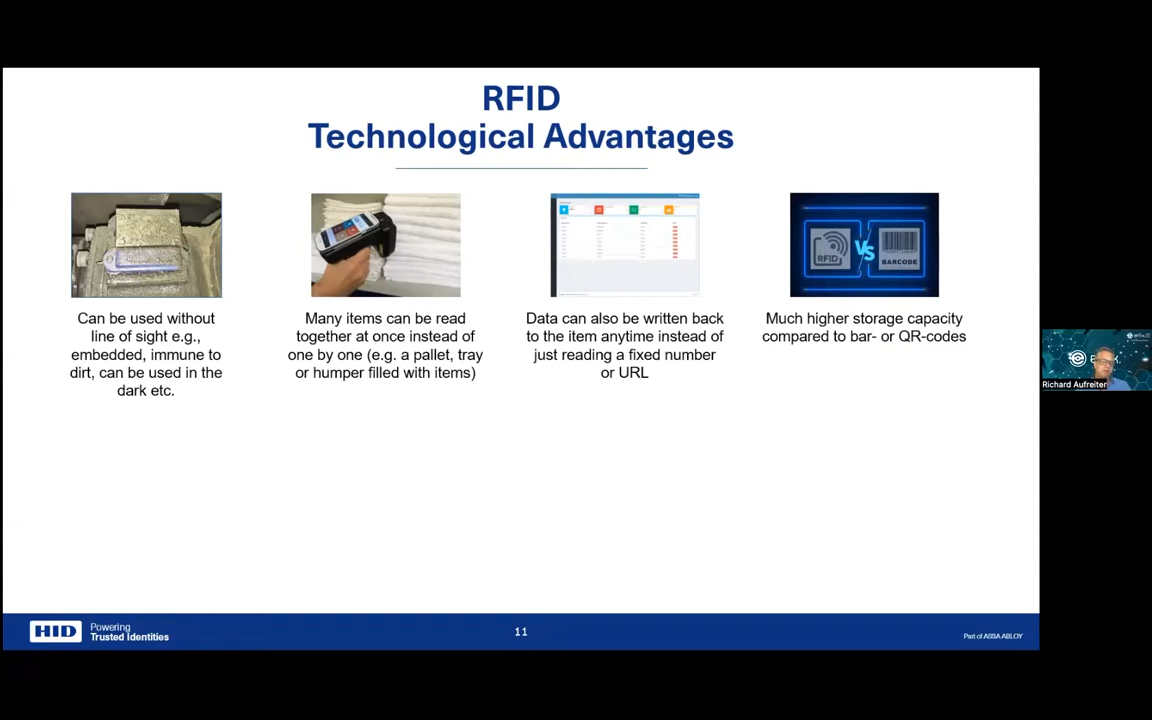 RFID
Technological Advantages
RFID
VS
BARCODE
Can be used without
line of sight e.g.,
embedded, immune to
dirt, can be used in the
dark etc.
Many items can be read
together at once instead of
one by one (e.g. a pallet, tray
or humper filled with items)
Data can also be written back
to the item anytime instead of
just reading a fixed number
or URL
Much higher storage capacity
compared to bar- or QR-codes
Richard Aufreiter
HID
Powering
Trusted Identities
11
Part of ASSA ABLOY